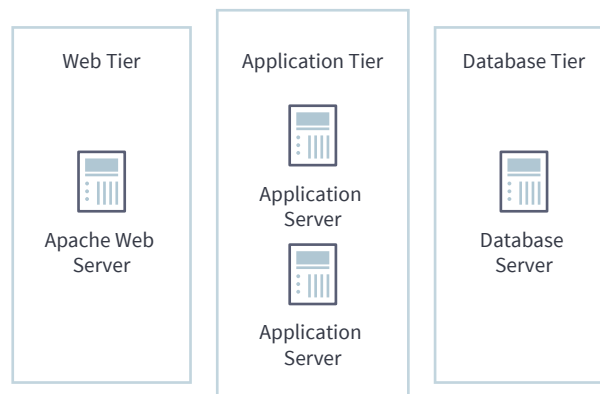 Web Tier
Apache Web
Server
Application Tier
Application
Server
Application
Server
Database Tier
Database
Server